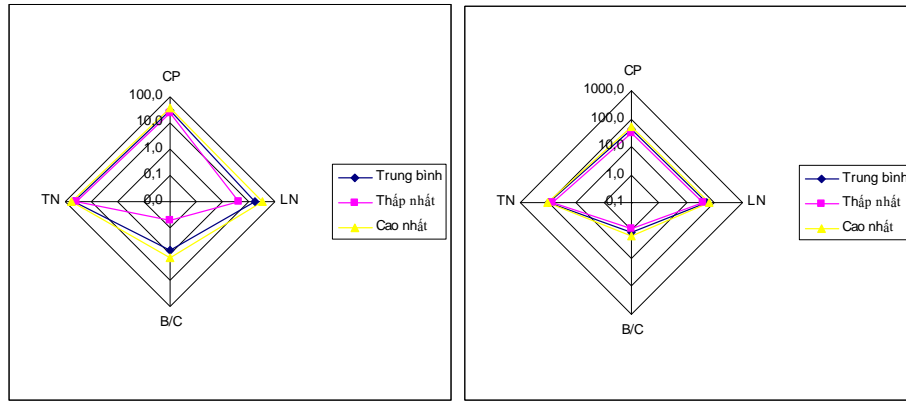 CP
100,0
10,0
1,0
0,1
0,0
TN
LN
B/C
Trung bình
Thấp nhất
Cao nhất
CP
1000,0
100,0
10,0
1,0
0,1
TN
LN
B/C
Trung bình
Thấp nhất
Cao nhất